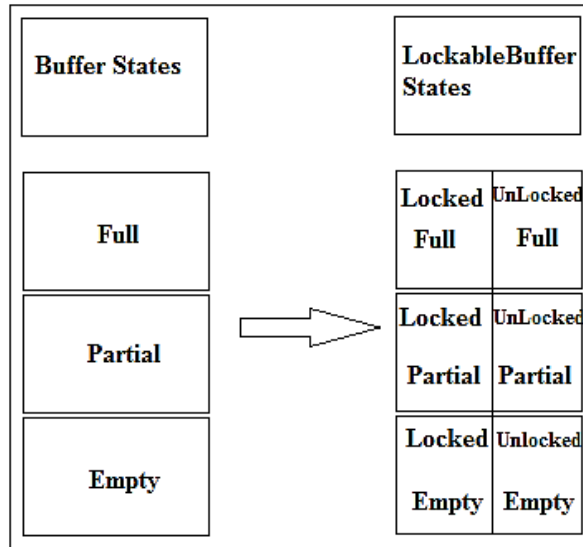 Buffer States
LockableBuffer
States
Full
Locked
Full
UnLocked
Full
Partial
Locked
Partial
UnLocked
Partial
Empty
Locked
Empty
Unlocked
Empty